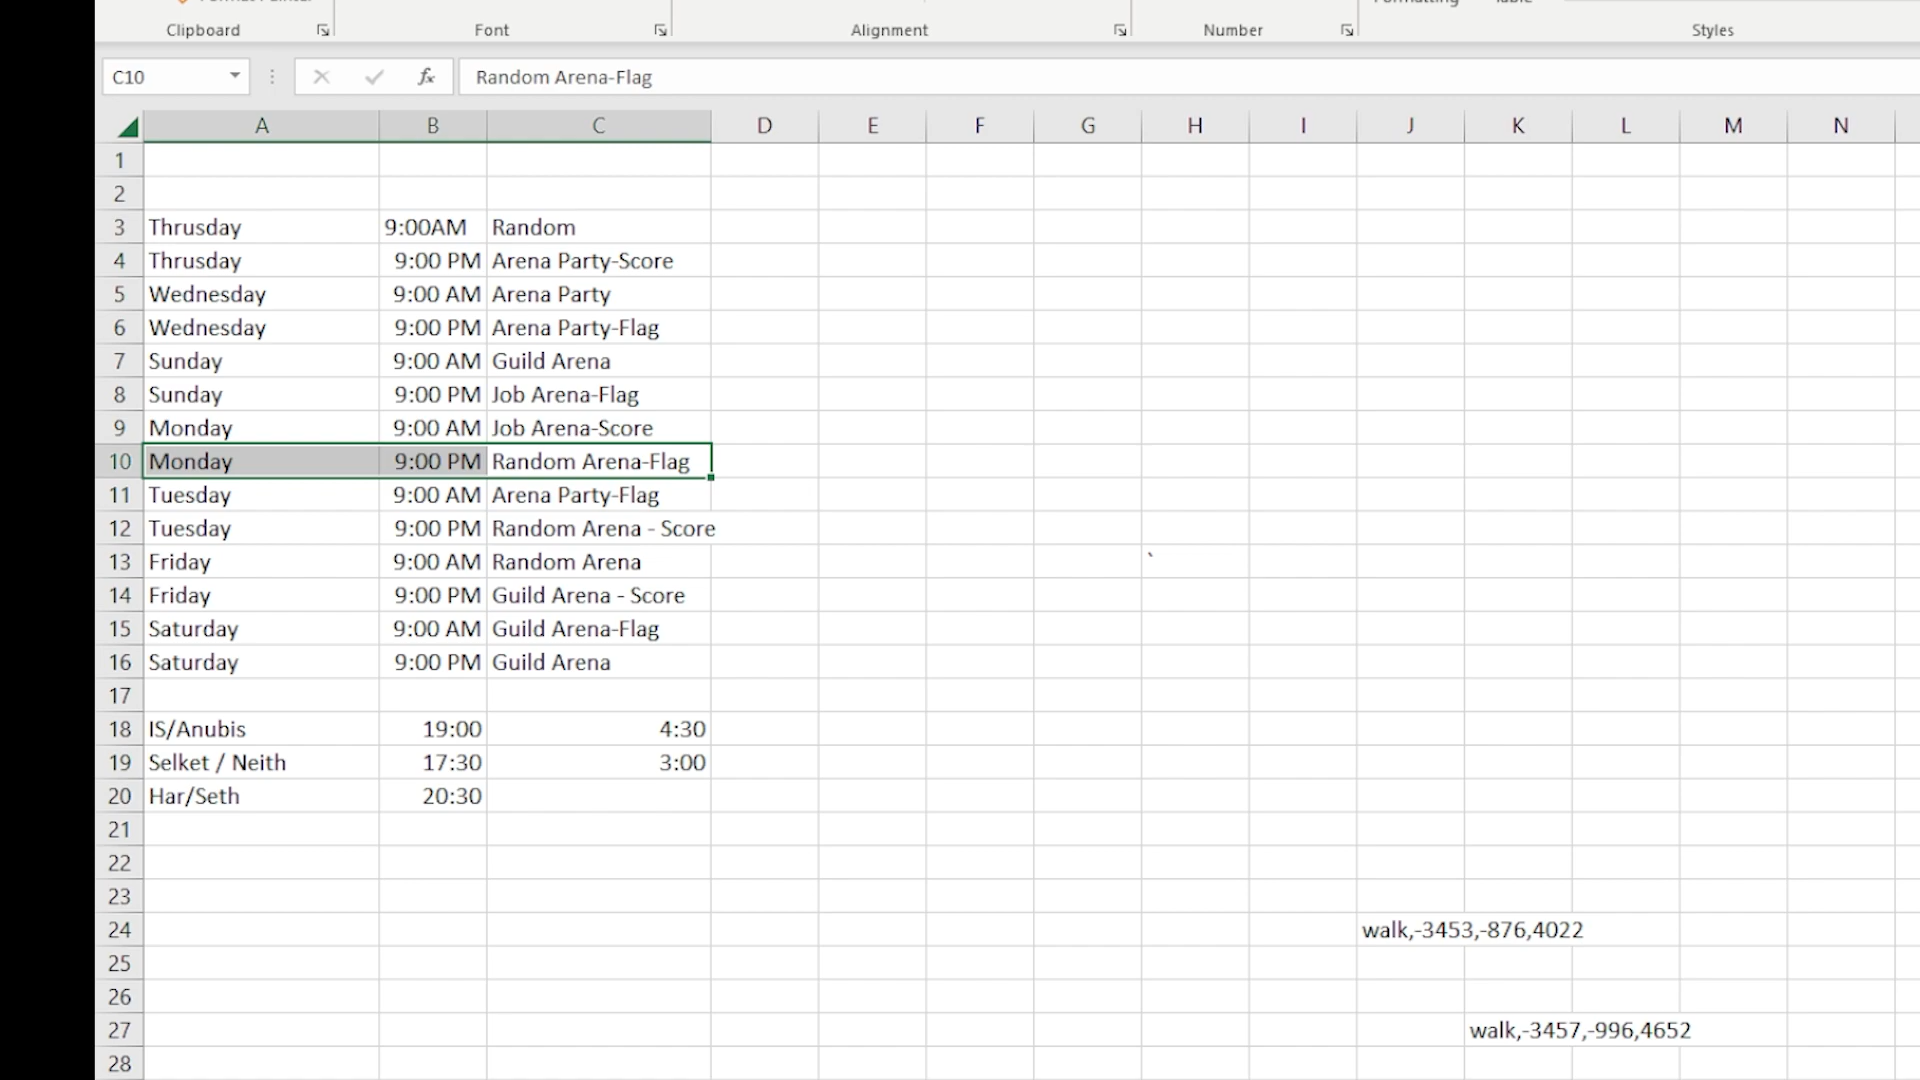 Clipboard Font Alignment Number Styles
C10 fx Random Arena-Flag
A B C D E F G H I J K L M N
1
2
3 Thrusday 9:00AM Random
4 Thrusday 9:00 PM Arena Party-Score
5 Wednesday 9:00 AM Arena Party
6 Wednesday 9:00 PM Arena Party-Flag
7 Sunday 9:00 AM Guild Arena
8 Sunday 9:00 PM Job Arena-Flag
9 Monday 9:00 AM Job Arena-Score
10 Monday 9:00 PM Random Arena-Flag
11 Tuesday 9:00 AM Arena Party-Flag
12 Tuesday 9:00 PM Random Arena - Score
13 Friday 9:00 AM Random Arena `
14 Friday 9:00 PM Guild Arena - Score
15 Saturday 9:00 AM Guild Arena-Flag
16 Saturday 9:00 PM Guild Arena
17
18 IS/Anubis 19:00 4:30
19 Selket / Neith 17:30 3:00
20 Har/Seth 20:30
21
22
23
24 walk,-3453,-876,4022
25
26
27 walk,-3457,-996,4652
28